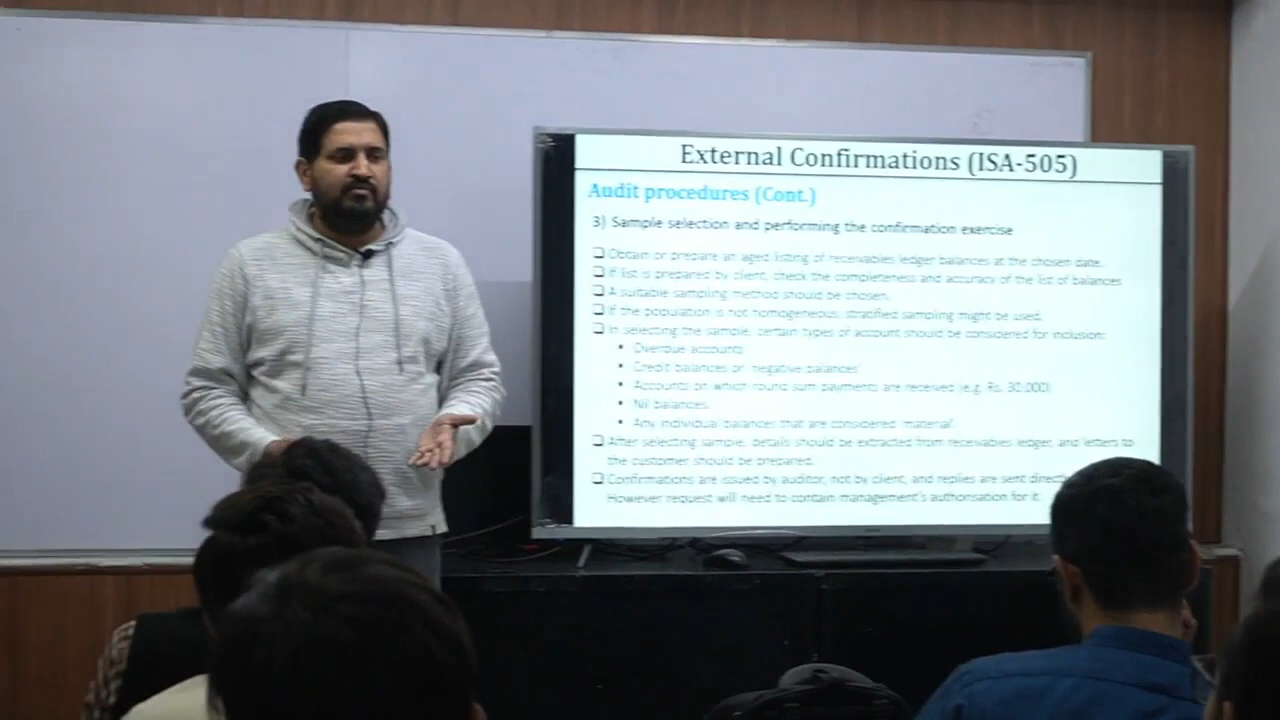 External Confirmations (ISA-505)
Audit procedures (Cont.)
3) Sample selection and performing the confirmation exercise
❑ Obtain or prepare an aged listing of receivables ledger balances at the chosen date.
❑ If list is prepared by client, check the completeness and accuracy of the list of balances
❑ A suitable sampling method should be chosen.
❑ If the population is not homogeneous, stratified sampling might be used.
❑ In selecting the sample, certain types of account should be considered for inclusion:
▪ Overdue accounts
▪ Credit balances or 'negative balances'
▪ Accounts on which round sum payments are received (e.g. Rs. 30,000)
▪ Nil balances.
▪ Any individual balances that are considered 'material'.
❑ After selecting sample, details should be extracted from receivables ledger, and letters to
the customer should be prepared.
❑ Confirmations are issued by auditor, not by client, and replies are sent
However request will need to contain management's authorisation for it.